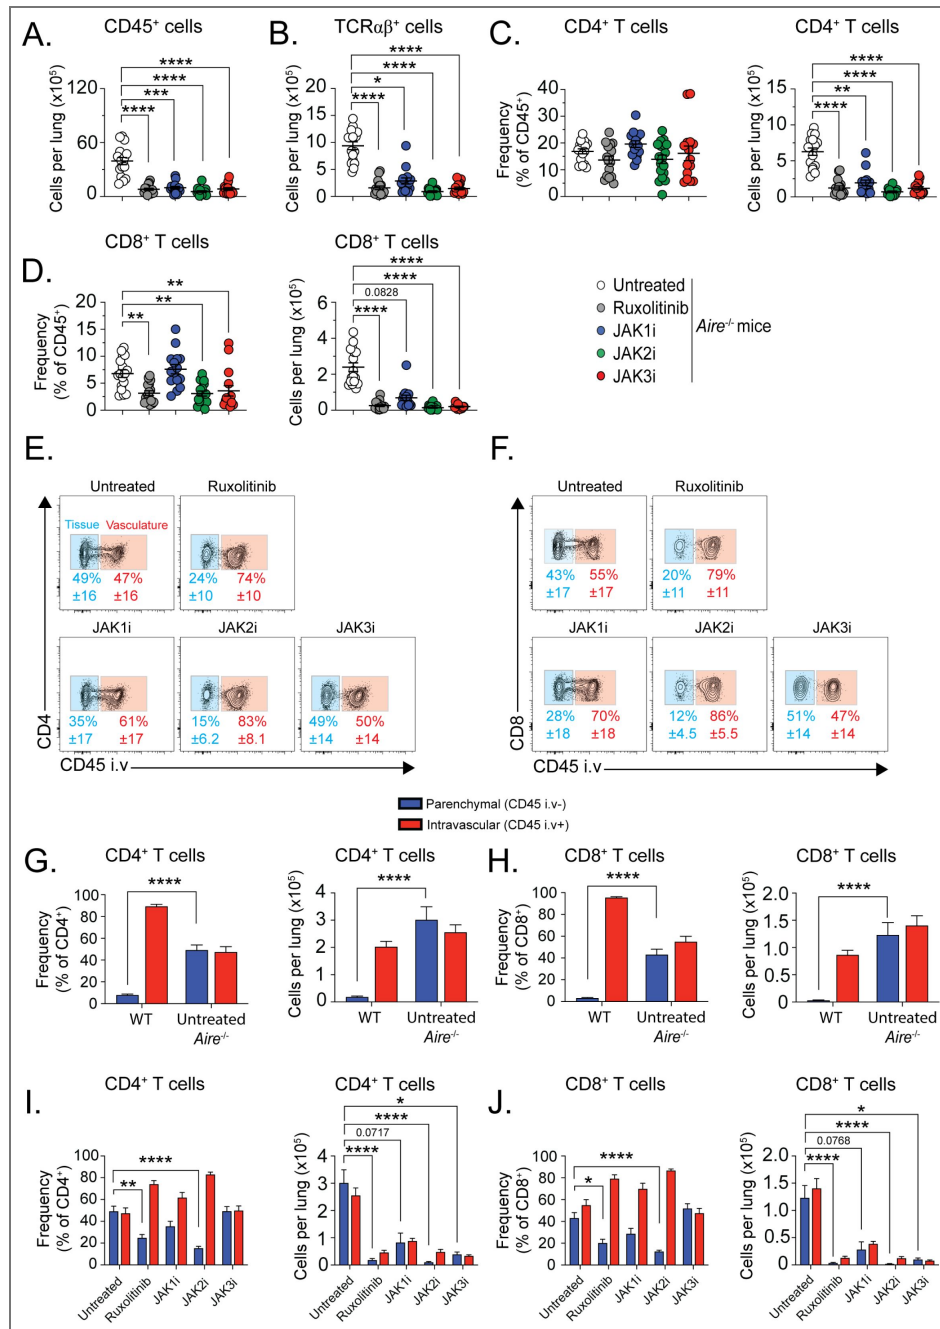 A. CD45⁺ cells
Cells per lung (x10⁵)
90
60
30
0
****
****
***
****
B. TCRαβ⁺ cells
Cells per lung (x10⁵)
20
15
10
5
0
****
****
*
****
C. CD4⁺ T cells
Frequency
(% of CD45⁺)
40
30
20
10
0
CD4⁺ T cells
Cells per lung (x10⁵)
15
10
5
0
****
****
**
****
D. CD8⁺ T cells
Frequency
(% of CD45⁺)
20
15
10
5
0
**
**
**
CD8⁺ T cells
Cells per lung (x10⁵)
6
4
2
0
****
****
0.0828
****
Untreated
Ruxolitinib
JAK1i
JAK2i
JAK3i
Aire⁻/⁻ mice
E.
Untreated Ruxolitinib
Tissue Vasculature
49% 47% 24% 74%
±16 ±16 ±10 ±10
JAK1i JAK2i JAK3i
35% 61% 15% 83% 49% 50%
±17 ±17 ±6.2 ±8.1 ±14 ±14
CD4
CD45 i.v
F.
Untreated Ruxolitinib
43% 55% 20% 79%
±17 ±17 ±11 ±11
JAK1i JAK2i JAK3i
28% 70% 12% 86% 51% 47%
±18 ±18 ±4.5 ±5.5 ±14 ±14
CD8
CD45 i.v
Parenchymal (CD45 i.v-)
Intravascular (CD45 i.v+)
G. CD4⁺ T cells
Frequency
(% of CD4⁺)
100
80
60
40
20
0
****
WT Untreated
Aire⁻/⁻
CD4⁺ T cells
Cells per lung (x10⁵)
4
3
2
1
0
****
WT Untreated
Aire⁻/⁻
H. CD8⁺ T cells
Frequency
(% of CD8⁺)
100
80
60
40
20
0
****
WT Untreated
Aire⁻/⁻
CD8⁺ T cells
Cells per lung (x10⁵)
2.0
1.5
1.0
0.5
0
****
WT Untreated
Aire⁻/⁻
I. CD4⁺ T cells
Frequency
(% of CD4⁺)
100
80
60
40
20
0
****
**
Untreated
Ruxolitinib
JAK1i
JAK2i
JAK3i
CD4⁺ T cells
Cells per lung (x10⁵)
5
4
3
2
1
0
*
****
0.0717
****
Untreated
Ruxolitinib
JAK1i
JAK2i
JAK3i
J. CD8⁺ T cells
Frequency
(% of CD8⁺)
100
80
60
40
20
0
****
*
Untreated
Ruxolitinib
JAK1i
JAK2i
JAK3i
CD8⁺ T cells
Cells per lung (x10⁵)
2.0
1.5
1.0
0.5
0
*
****
0.0768
****
Untreated
Ruxolitinib
JAK1i
JAK2i
JAK3i